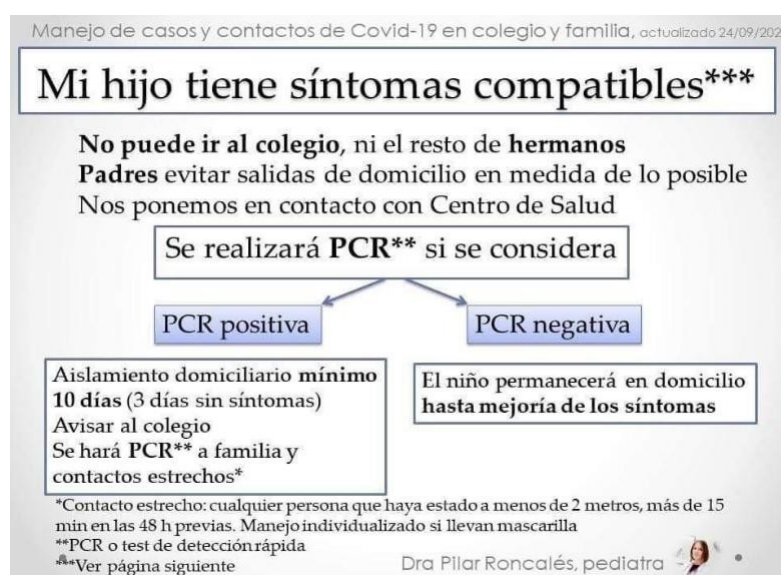 Manejo de casos y contactos de Covid-19 en colegio y familia, actualizado 24/09/202
Mi hijo tiene síntomas compatibles***
No puede ir al colegio, ni el resto de hermanos
Padres evitar salidas de domicilio en medida de lo posible
Nos ponemos en contacto con Centro de Salud
Se realizará PCR** si se considera
PCR positiva
PCR negativa
Aislamiento domiciliario mínimo
10 días (3 días sin síntomas)
Avisar al colegio
Se hará PCR** a familia y
contactos estrechos*
El niño permanecerá en domicilio
hasta mejoría de los síntomas
*Contacto estrecho: cualquier persona que haya estado a menos de 2 metros, más de 15
min en las 48 h previas. Manejo individualizado si llevan mascarilla
**PCR o test de detección rápida
***Ver página siguiente
Dra Pilar Roncalés, pediatra